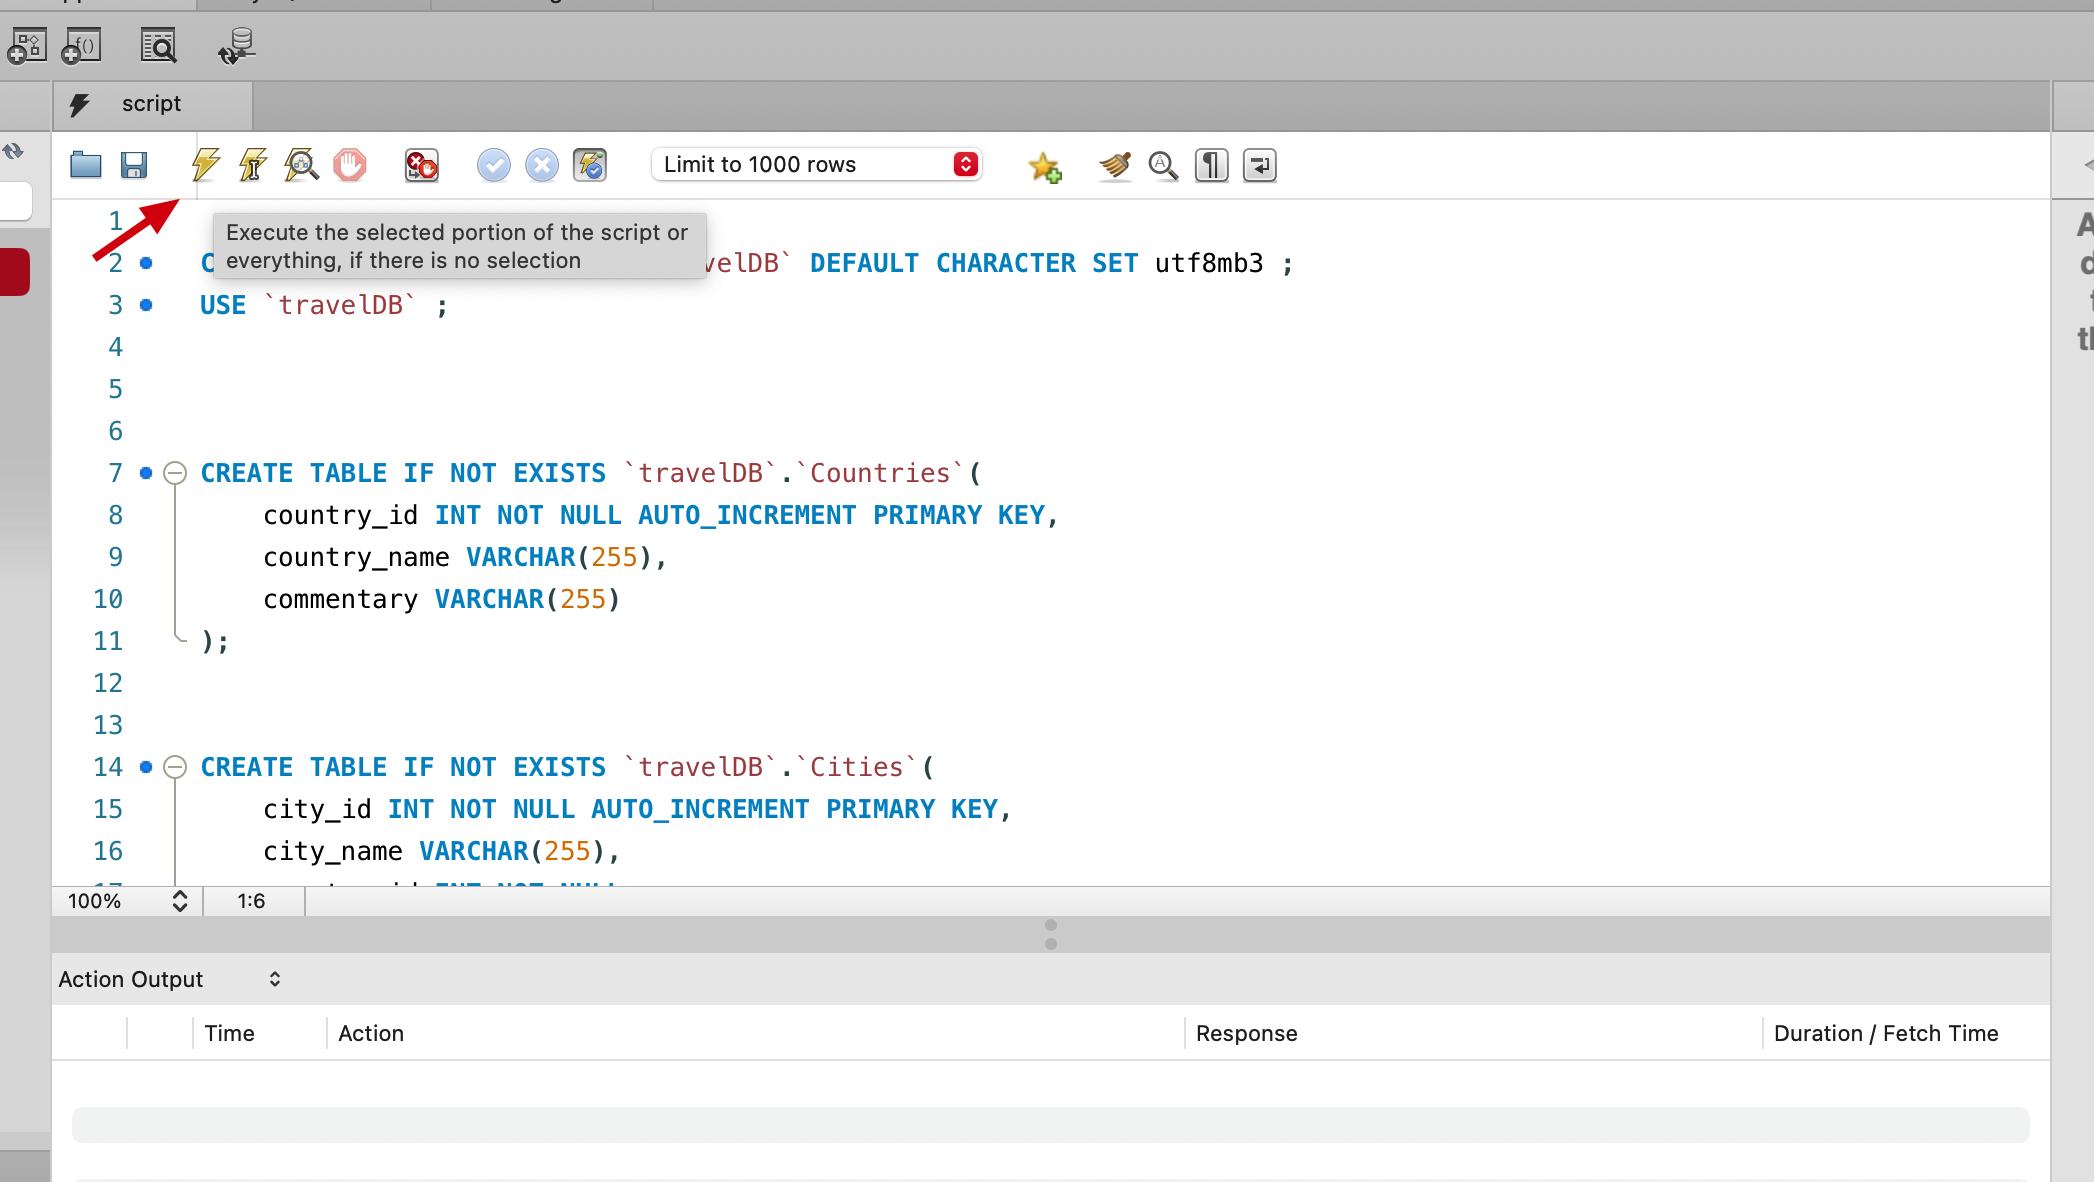 script
Limit to 1000 rows
Execute the selected portion of the script or
everything, if there is no selection
1
2 velDB` DEFAULT CHARACTER SET utf8mb3 ;
3 USE `travelDB` ;
4
5
6
7 CREATE TABLE IF NOT EXISTS `travelDB`.`Countries`(
8 country_id INT NOT NULL AUTO_INCREMENT PRIMARY KEY,
9 country_name VARCHAR(255),
10 commentary VARCHAR(255)
11 );
12
13
14 CREATE TABLE IF NOT EXISTS `travelDB`.`Cities`(
15 city_id INT NOT NULL AUTO_INCREMENT PRIMARY KEY,
16 city_name VARCHAR(255),
100% 1:6
Action Output
Time Action Response Duration / Fetch Time